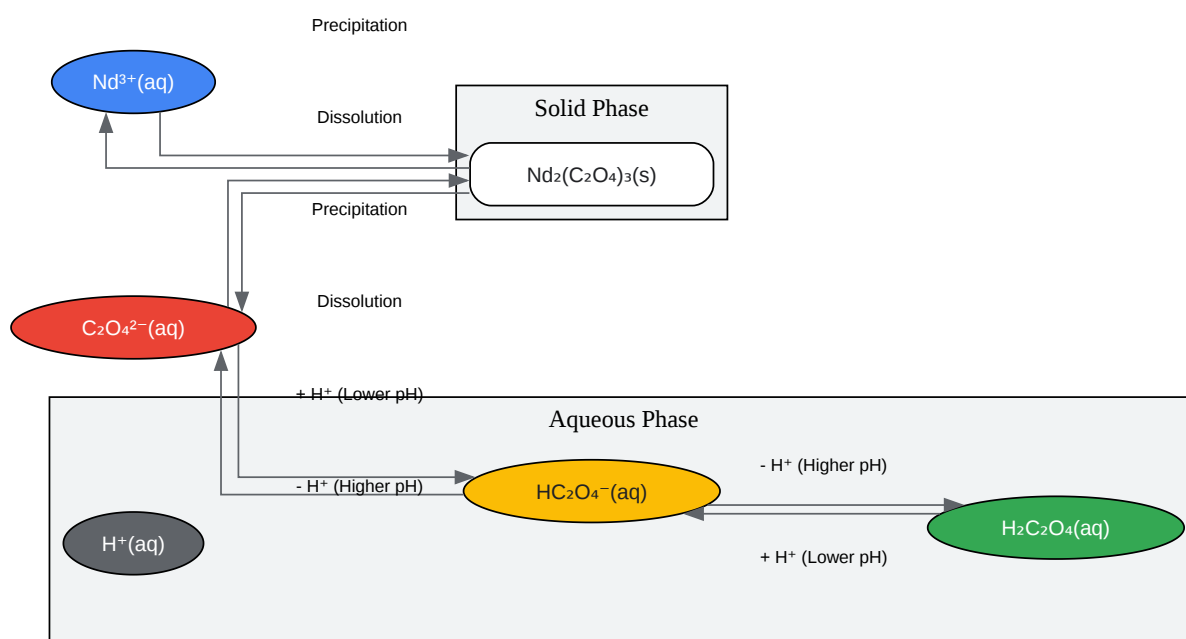 Precipitation
Nd³⁺(aq)
Solid Phase
Dissolution
Nd₂(C₂O₄)₃(s)
Precipitation
Dissolution
C₂O₄²⁻(aq)
+ H⁺ (Lower pH)
Aqueous Phase
- H⁺ (Higher pH)
- H⁺ (Higher pH)
HC₂O₄⁻(aq)
H₂C₂O₄(aq)
H⁺(aq)
+ H⁺ (Lower pH)